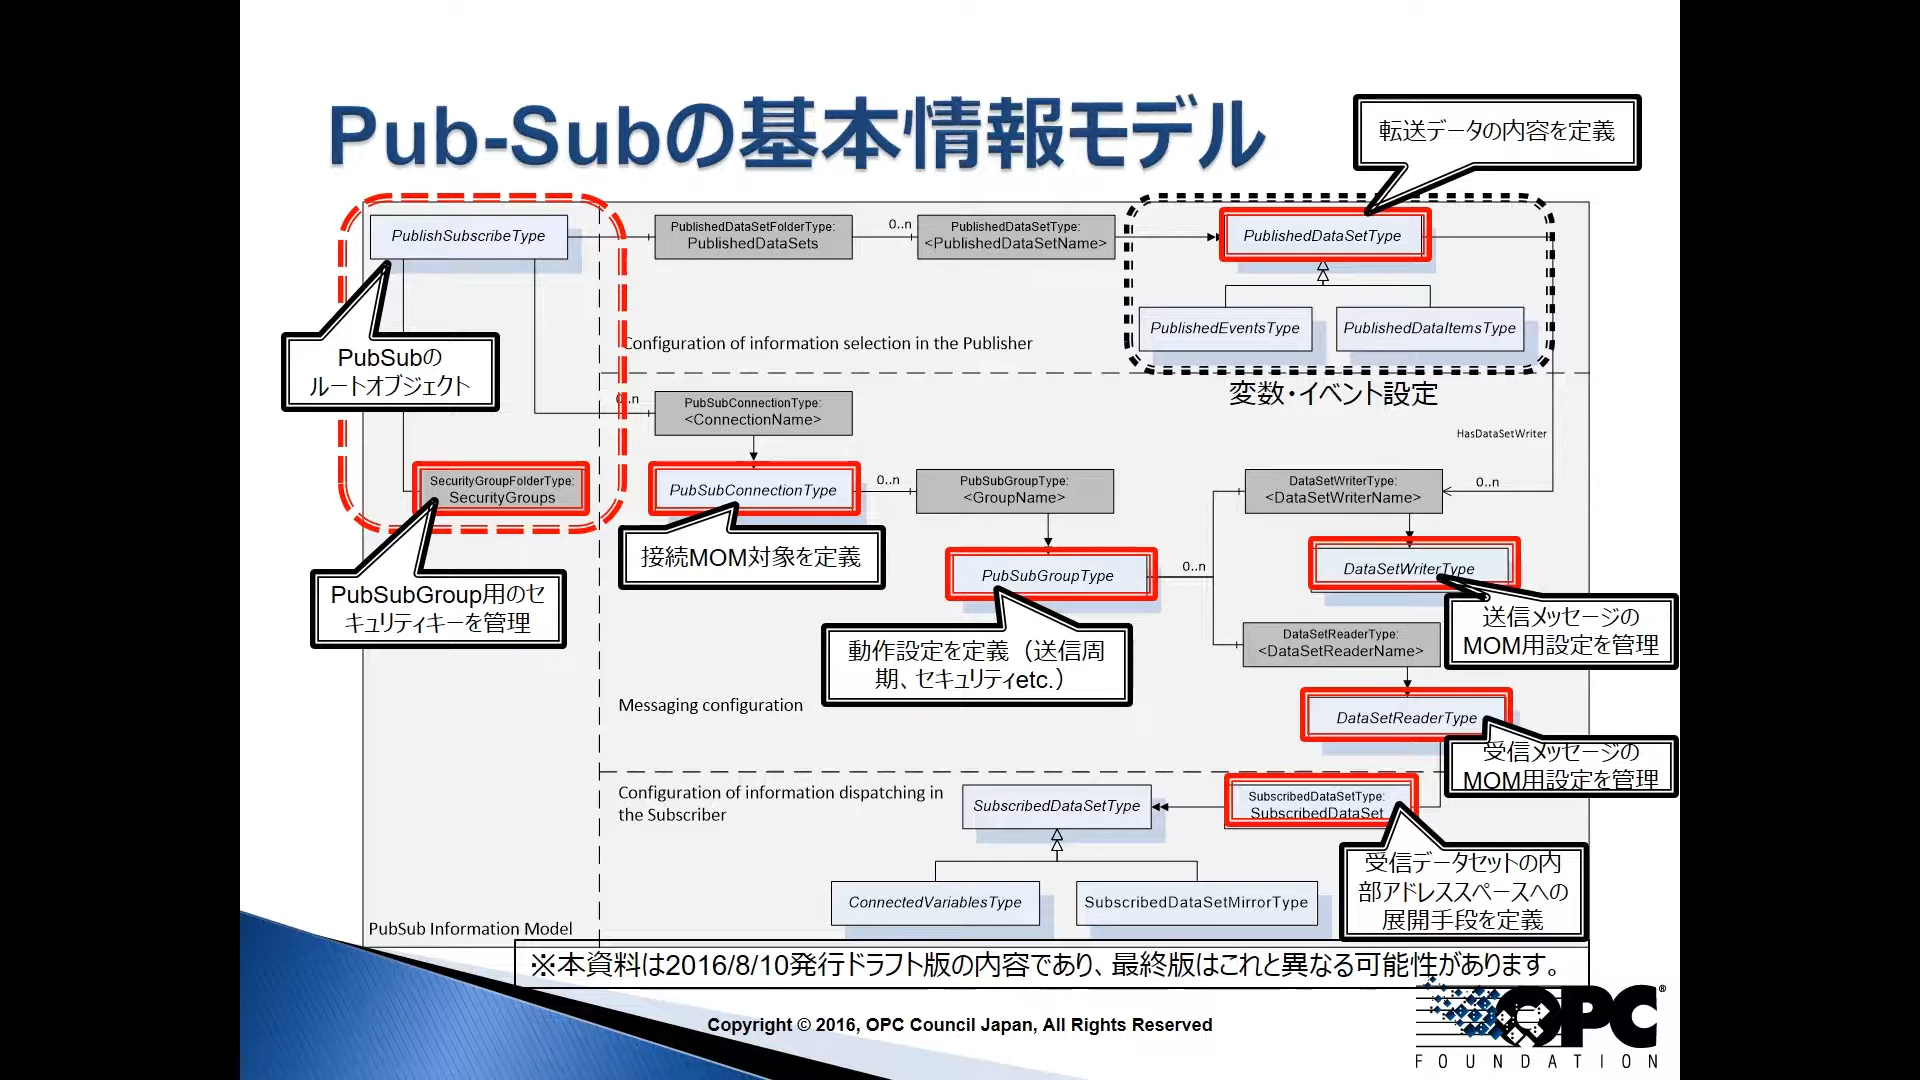 Pub-Subの基本情報モデル
転送データの内容を定義
PublishSubscribeType
PublishedDataSetFolderType:
PublishedDataSets
0..n
PublishedDataSetType:
<PublishedDataSetName>
PublishedDataSetType
PublishedEventsType
PublishedDataItemsType
PubSubの
ルートオブジェクト
Configuration of information selection in the Publisher
変数・イベント設定
0..n
PubSubConnectionType:
<ConnectionName>
HasDataSetWriter
SecurityGroupFolderType:
SecurityGroups
PubSubConnectionType
0..n
PubSubGroupType:
<GroupName>
DataSetWriterType:
<DataSetWriterName>
0..n
接続MOM対象を定義
PubSubGroupType
0..n
DataSetWriterType
PubSubGroup用のセ
キュリティキーを管理
送信メッセージの
MOM用設定を管理
動作設定を定義（送信周
期、セキュリティetc.）
DataSetReaderType:
<DataSetReaderName>
Messaging configuration
DataSetReaderType
受信メッセージの
MOM用設定を管理
Configuration of information dispatching in
the Subscriber
SubscribedDataSetType
SubscribedDataSetType:
SubscribedDataSet
受信データセットの内
部アドレススペースへの
展開手段を定義
ConnectedVariablesType
SubscribedDataSetMirrorType
PubSub Information Model
※本資料は2016/8/10発行ドラフト版の内容であり、最終版はこれと異なる可能性があります。
Copyright © 2016, OPC Council Japan, All Rights Reserved
OPC®
FOUNDATION